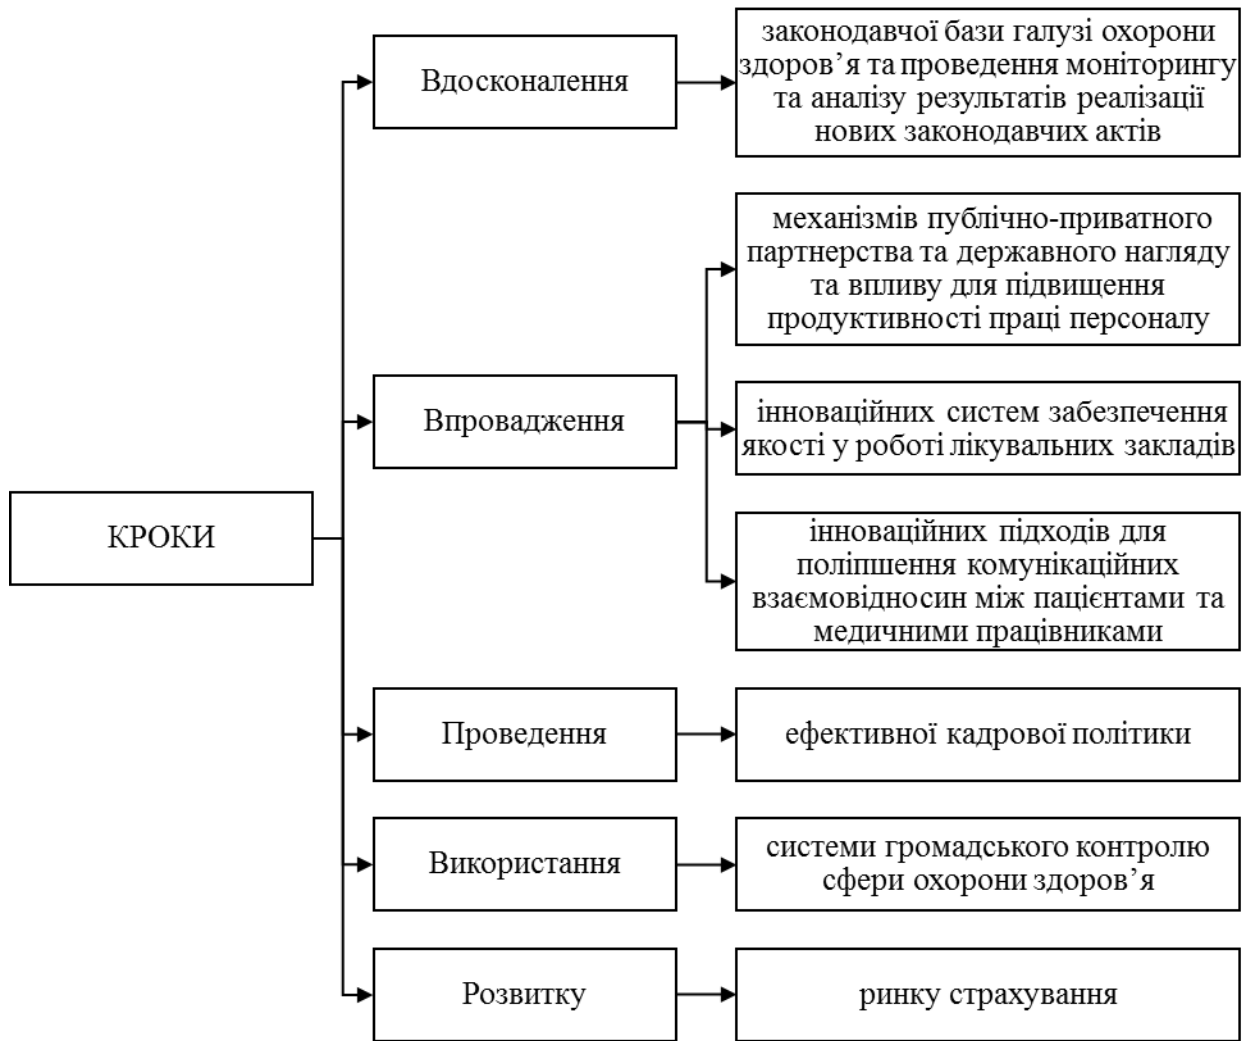 КРОКИ
Вдосконалення
законодавчої бази галузі охорони
здоров’я та проведення моніторингу
та аналізу результатів реалізації
нових законодавчих актів
Впровадження
механізмів публічно-приватного
партнерства та державного нагляду
та впливу для підвищення
продуктивності праці персоналу
інноваційних систем забезпечення
якості у роботі лікувальних закладів
інноваційних підходів для
поліпшення комунікаційних
взаємовідносин між пацієнтами та
медичними працівниками
Проведення
ефективної кадрової політики
Використання
системи громадського контролю
сфери охорони здоров’я
Розвитку
ринку страхування